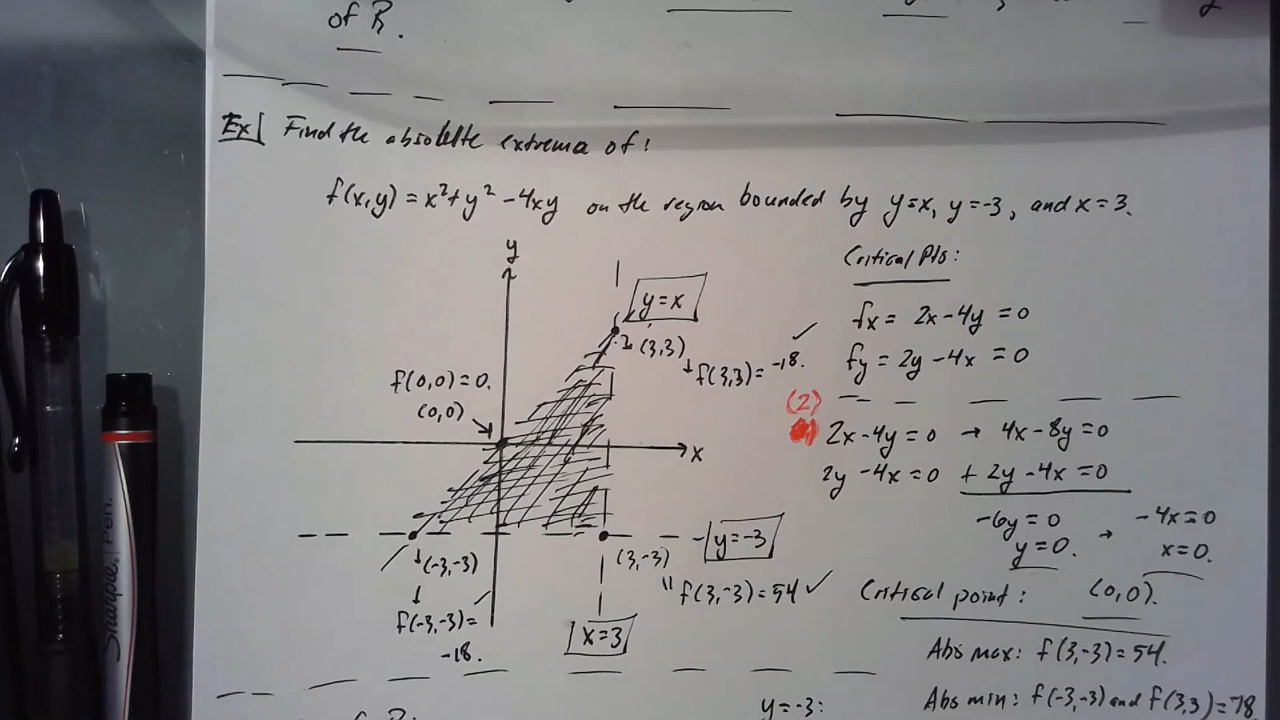 of R.
Ex] Find the absolute extrema of:
f(x,y) = x² + y² - 4xy on the region bounded by y=x, y=-3, and x=3.
y
y=x
(3,3)
f(3,3) = -18.
f(0,0) = 0.
(0,0)
x
(-3,-3)
f(-3,-3) =
-18.
(3,-3)
y=-3
" f(3,-3) = 54 ✓
x=3
Critical Pts:
fx = 2x-4y = 0
fy = 2y-4x = 0
(2)
2x-4y=0 → 4x-8y=0
2y-4x=0 + 2y-4x=0
-6y=0 → -4x=0
y=0. x=0.
Critical point: (0,0).
Abs max: f(3,-3) = 54.
Abs min: f(-3,-3) and f(3,3) = -18.
y=-3:
Sharpie. Pen.